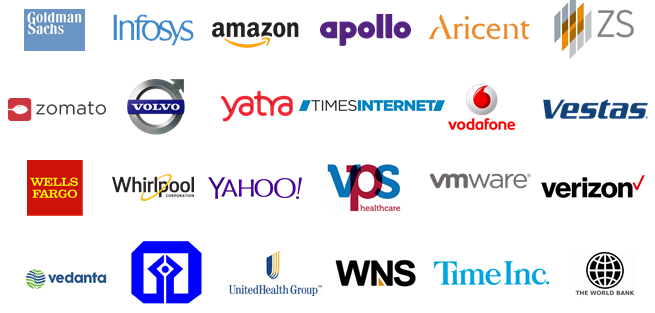 Goldman
Sachs
Infosys
amazon
apollo
Aricent
ZS
zomato
VOLVO
yatra
TIMESINTERNET
vodafone
Vestas
WELLS
FARGO
Whirlpool
CORPORATION
YAHOO!
vps
healthcare
vmware®
verizon✓
vedanta
UnitedHealth Group™
WNS
Time Inc.
THE WORLD BANK